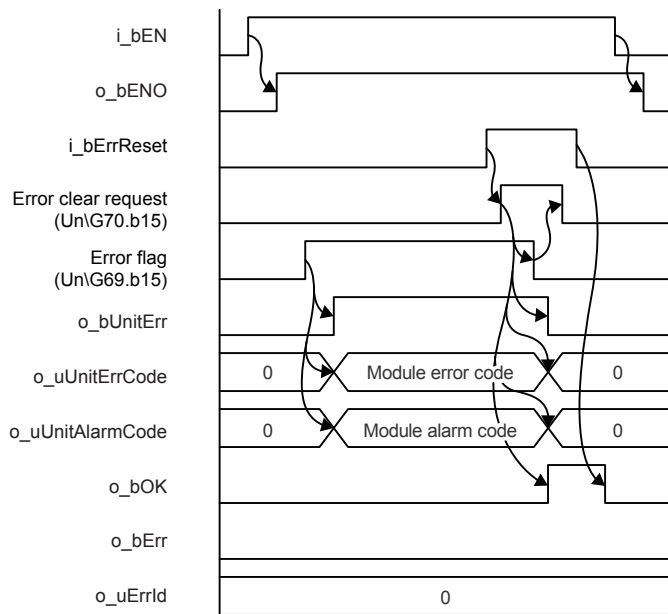 i_bEN
o_bENO
i_bErrReset
Error clear request
(Un\G70.b15)
Error flag
(Un\G69.b15)
o_bUnitErr
o_uUnitErrCode 0 Module error code 0
o_uUnitAlarmCode 0 Module alarm code 0
o_bOK
o_bErr
o_uErrId 0